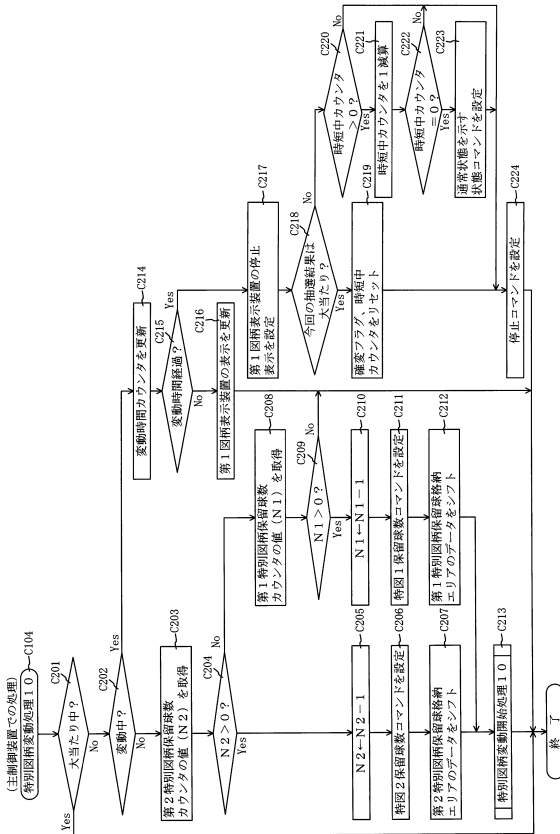 (主制御装置での処理)
特別図柄変動処理10
C104
大当たり中?
C201
Yes
No
変動中?
C202
Yes
No
第2特別図柄保留球数
カウンタの値(N2)を取得
C203
N2>0?
C204
No
Yes
N2←N2-1
C205
特図2保留球数コマンドを設定
C206
第2特別図柄保留球格納
エリアのデータをシフト
C207
第1特別図柄保留球数
カウンタの値(N1)を取得
C208
N1>0?
C209
No
Yes
N1←N1-1
C210
特図1保留球数コマンドを設定
C211
第1特別図柄保留球格納
エリアのデータをシフト
C212
特別図柄変動開始処理10
C213
変動時間カウンタを更新
C214
変動時間経過?
C215
Yes
No
第1図柄表示装置の表示を更新
C216
第1図柄表示装置の停止
表示を設定
C217
今回の抽選結果は
大当たり?
C218
No
Yes
確変フラグ、時短中
カウンタをリセット
C219
時短中カウンタ
>0?
C220
No
Yes
時短中カウンタを1減算
C221
時短中カウンタ
=0?
C222
No
Yes
通常状態を示す
状態コマンドを設定
C223
停止コマンドを設定
C224
終了